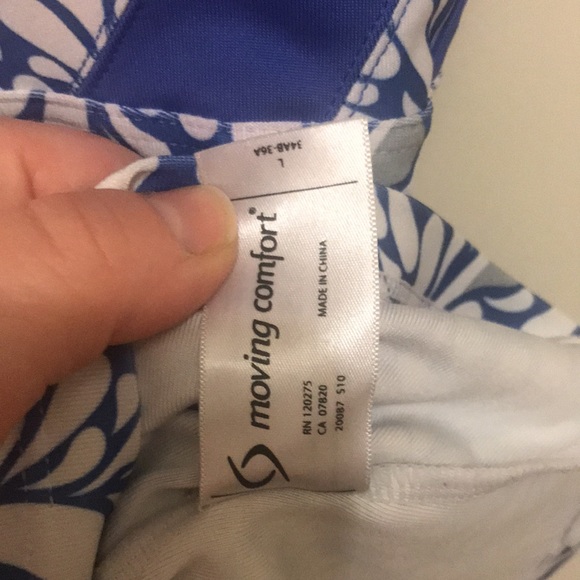 L
34AB-36A
moving comfort®
MADE IN CHINA
RN 120275
CA 07820
20087 S10